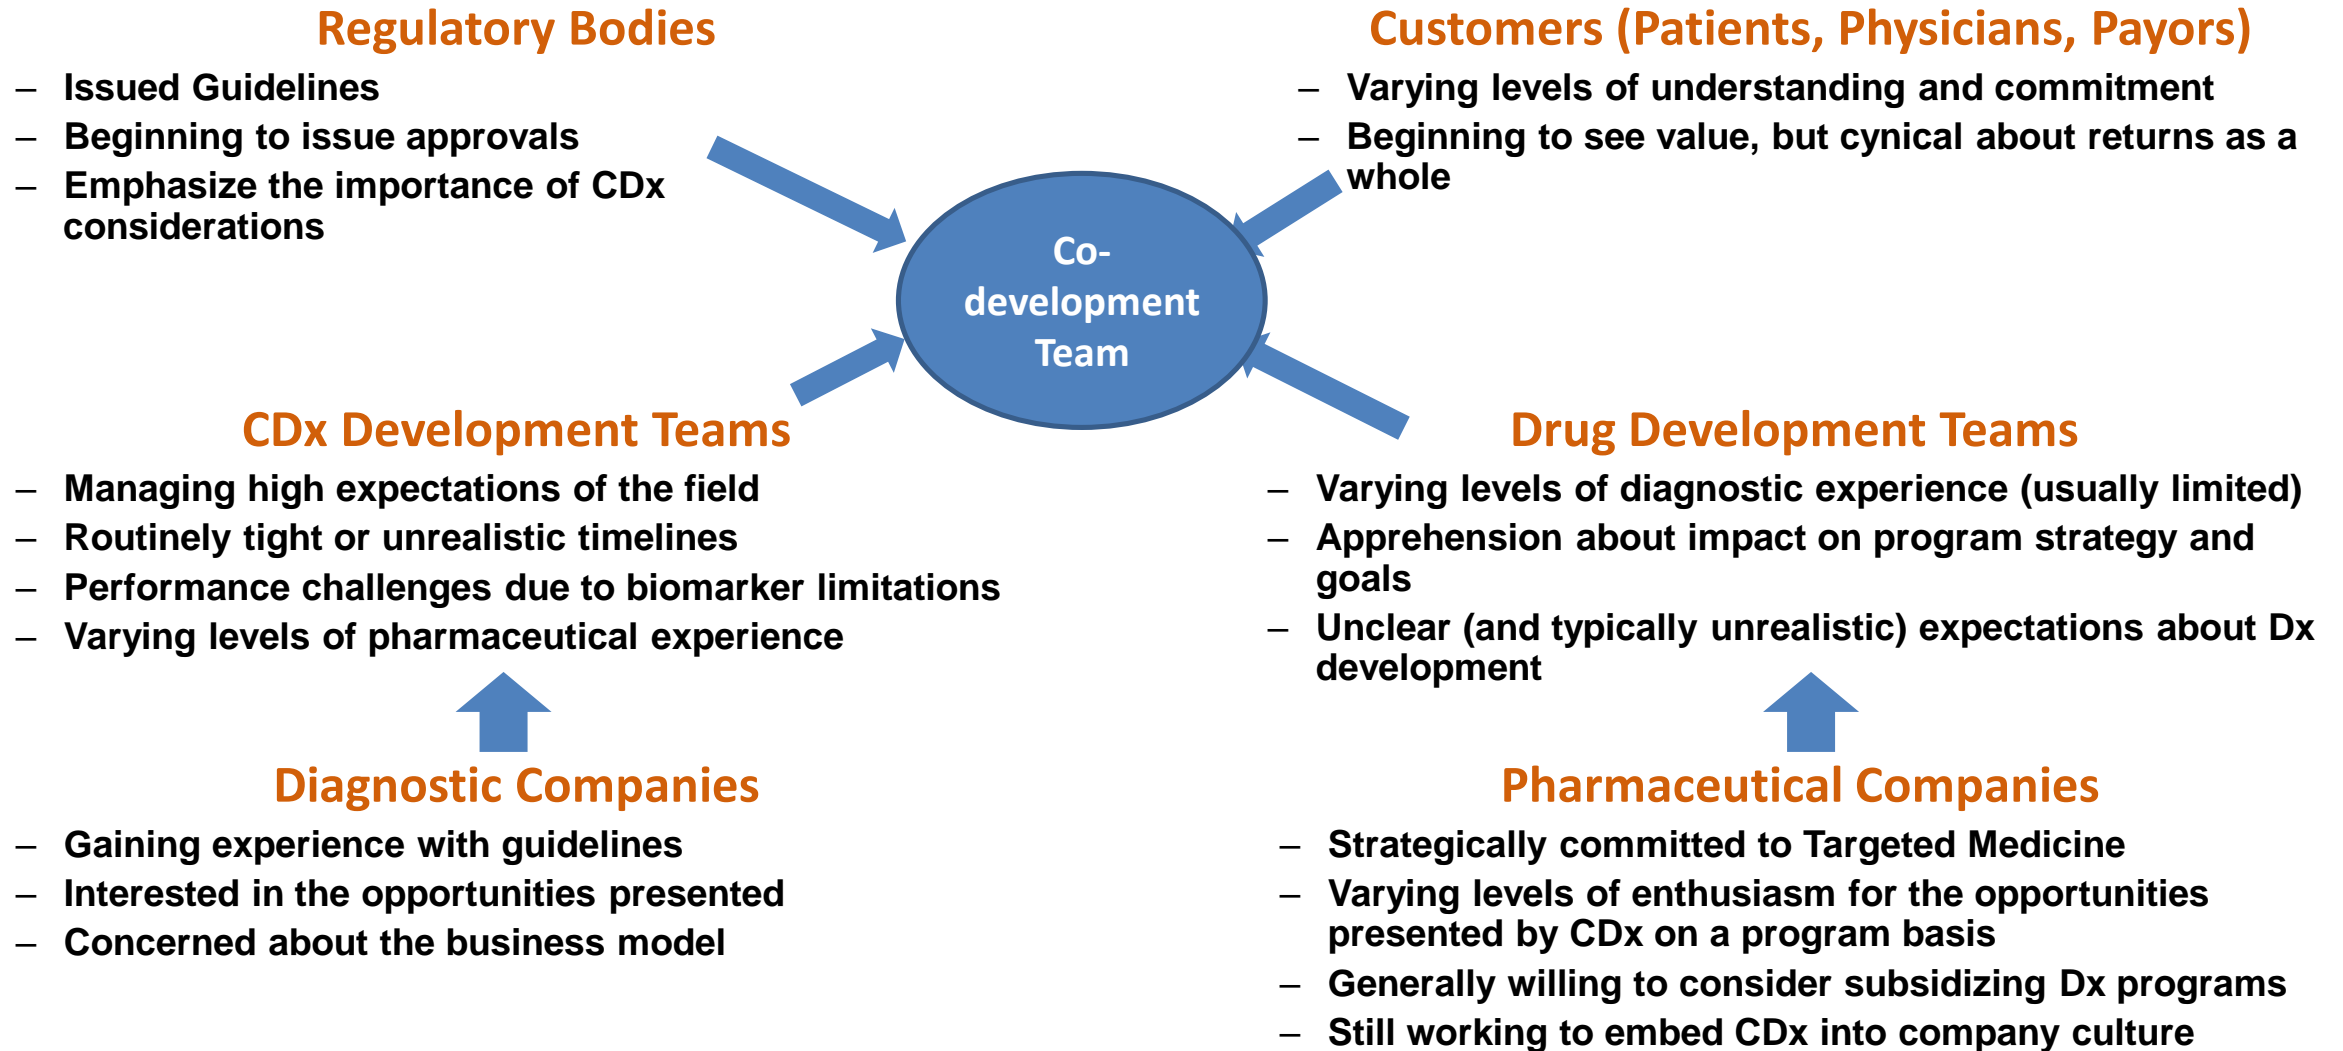 Regulatory Bodies
– Issued Guidelines
– Beginning to issue approvals
– Emphasize the importance of CDx
considerations
Customers (Patients, Physicians, Payors)
– Varying levels of understanding and commitment
– Beginning to see value, but cynical about returns as a
whole
Co-
development
Team
CDx Development Teams
– Managing high expectations of the field
– Routinely tight or unrealistic timelines
– Performance challenges due to biomarker limitations
– Varying levels of pharmaceutical experience
Drug Development Teams
– Varying levels of diagnostic experience (usually limited)
– Apprehension about impact on program strategy and
goals
– Unclear (and typically unrealistic) expectations about Dx
development
Diagnostic Companies
– Gaining experience with guidelines
– Interested in the opportunities presented
– Concerned about the business model
Pharmaceutical Companies
– Strategically committed to Targeted Medicine
– Varying levels of enthusiasm for the opportunities
presented by CDx on a program basis
– Generally willing to consider subsidizing Dx programs
– Still working to embed CDx into company culture